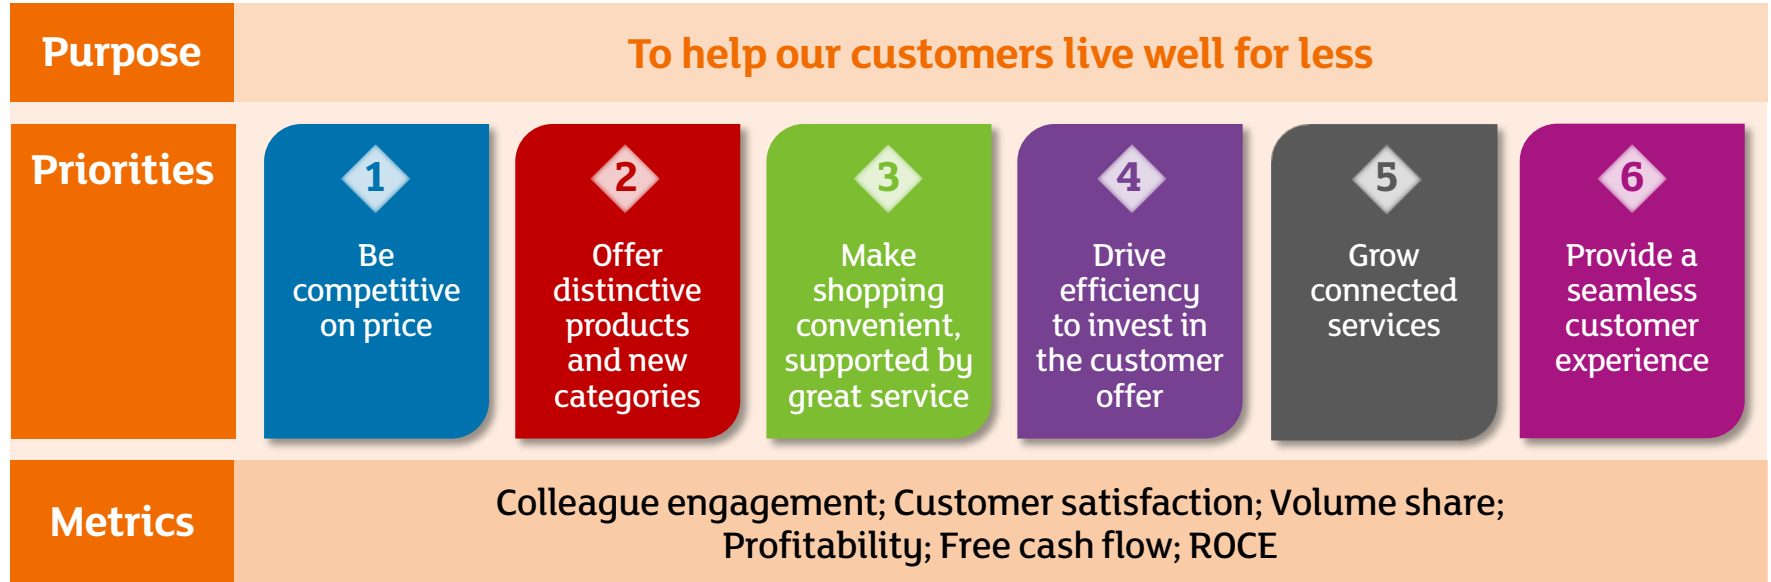 Purpose
To help our customers live well for less
Priorities
1
Be
competitive
on price
2
Offer
distinctive
products
and new
categories
3
Make
shopping
convenient,
supported by
great service
4
Drive
efficiency
to invest in
the customer
offer
5
Grow
connected
services
6
Provide a
seamless
customer
experience
Metrics
Colleague engagement; Customer satisfaction; Volume share;
Profitability; Free cash flow; ROCE